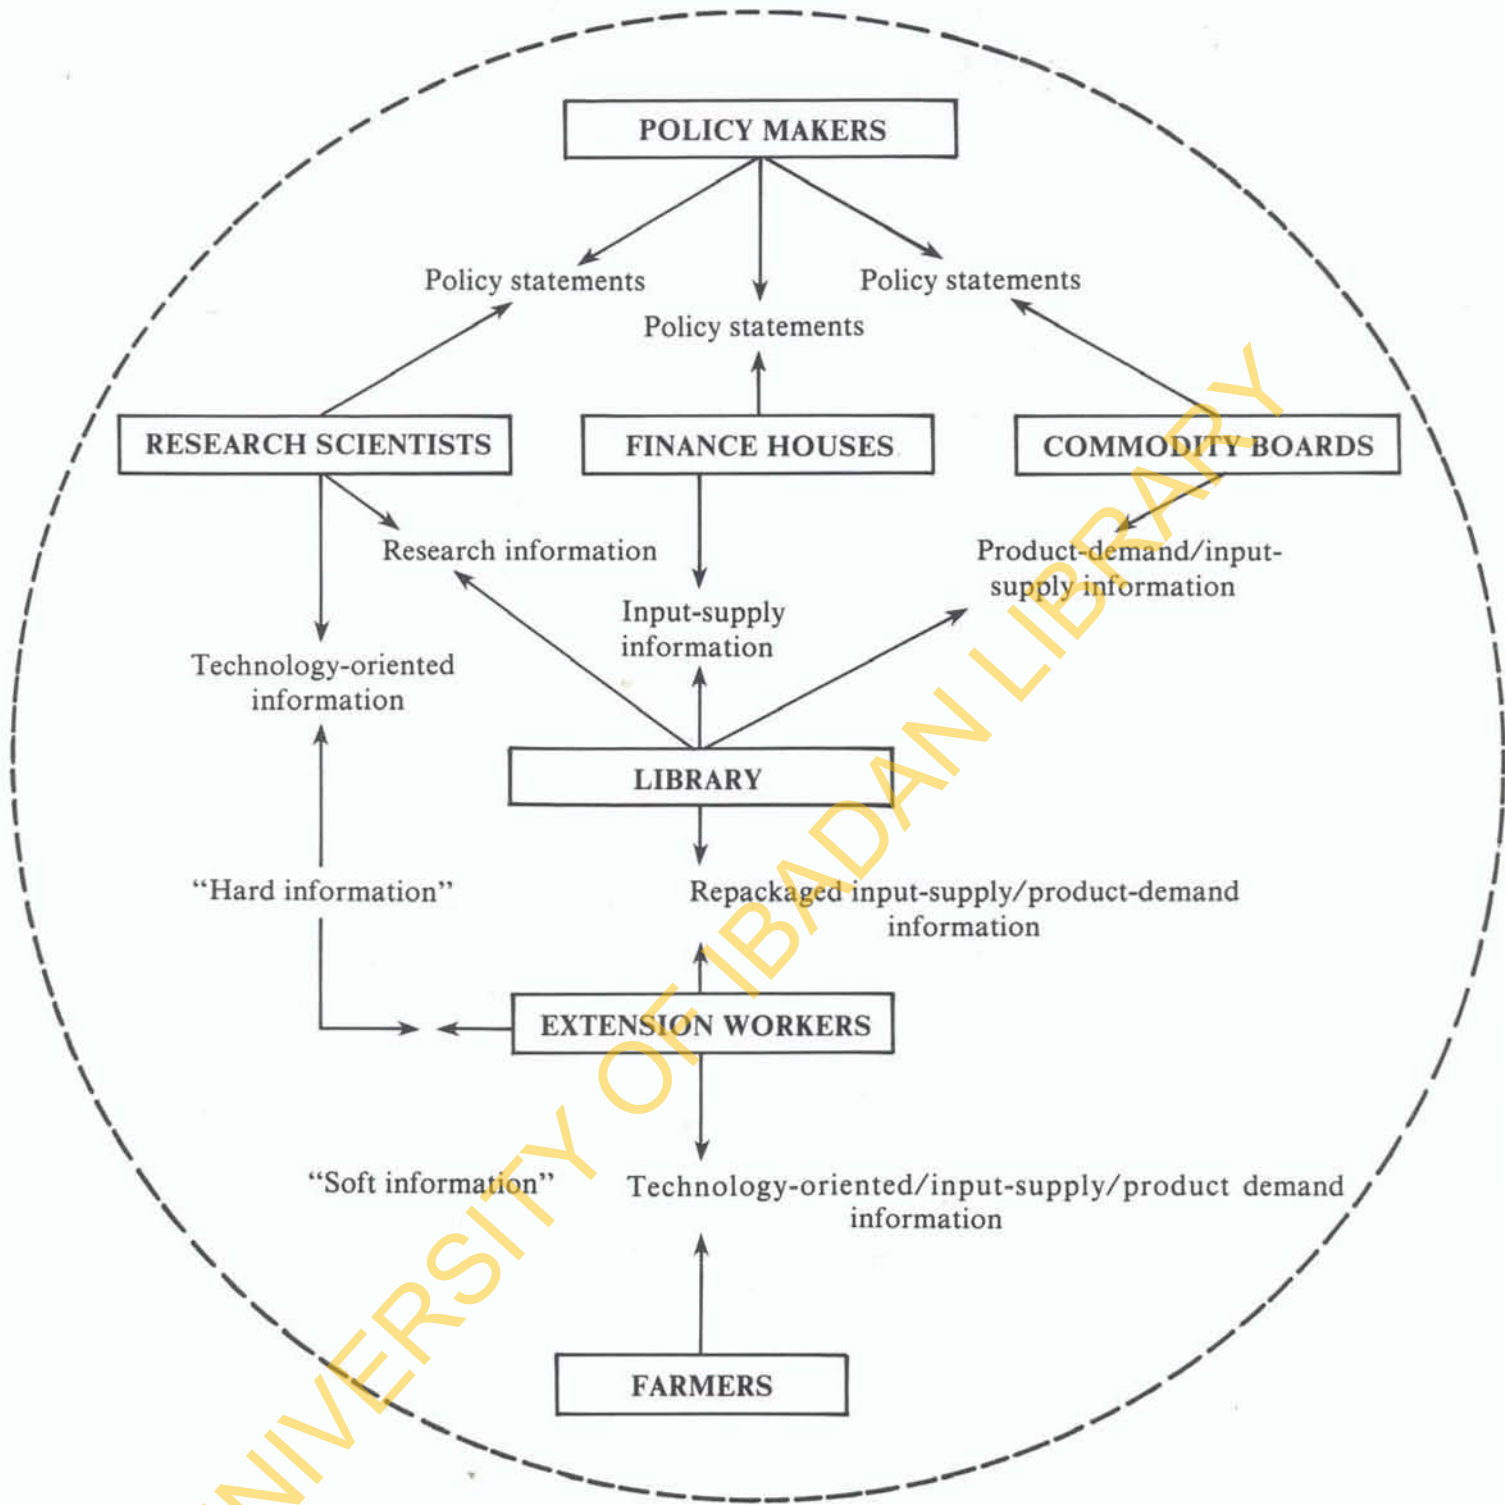 POLICY MAKERS
Policy statements
Policy statements
Policy statements
RESEARCH SCIENTISTS
FINANCE HOUSES
COMMODITY BOARDS
Research information
Product-demand/input-
supply information
Input-supply
information
Technology-oriented
information
LIBRARY
“Hard information”
Repackaged input-supply/product-demand
information
EXTENSION WORKERS
“Soft information”
Technology-oriented/input-supply/product demand
information
FARMERS
UNIVERSITY OF IBADAN LIBRARY